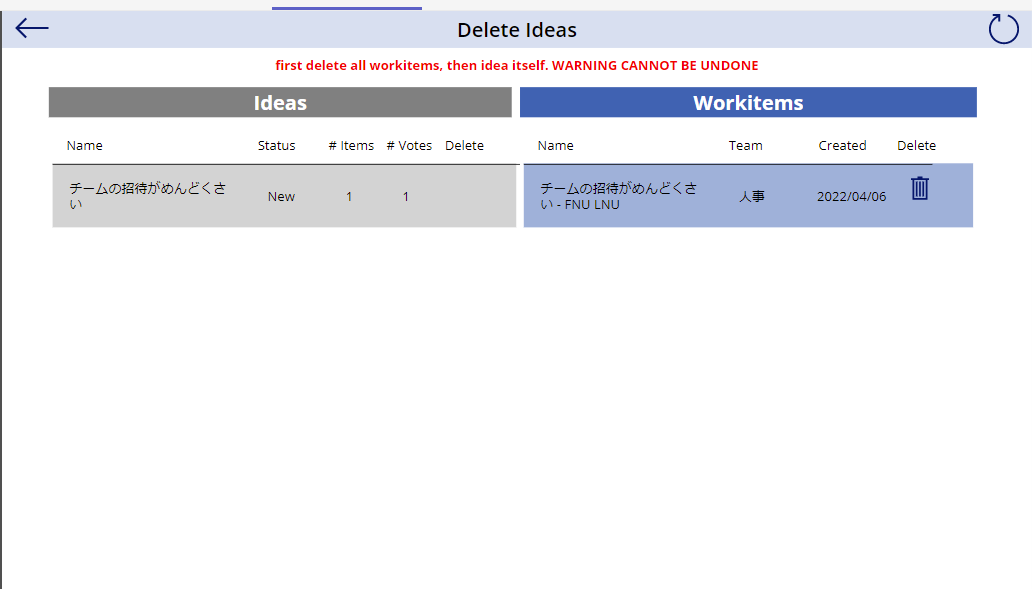 Delete Ideas
first delete all workitems, then idea itself. WARNING CANNOT BE UNDONE
Ideas
Workitems
Name Status # Items # Votes Delete
Name Team Created Delete
チームの招待がめんどくさ
い
New 1 1
チームの招待がめんどくさ
い - FNU LNU
人事 2022/04/06